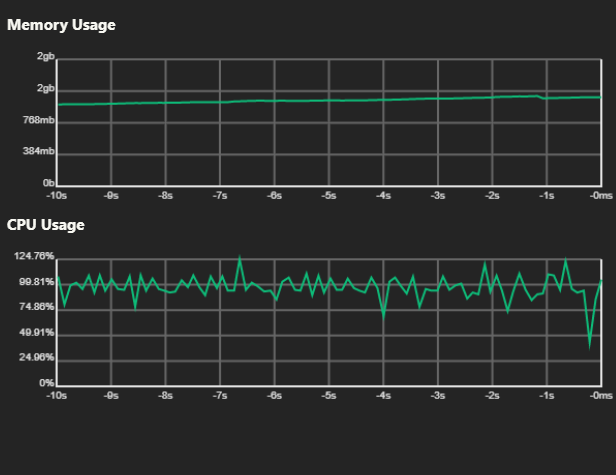 Memory Usage
2gb
2gb
768mb
384mb
0b
-10s -9s -8s -7s -6s -5s -4s -3s -2s -1s -0ms
CPU Usage
124.76%
99.81%
74.86%
49.91%
24.96%
0%
-10s -9s -8s -7s -6s -5s -4s -3s -2s -1s -0ms